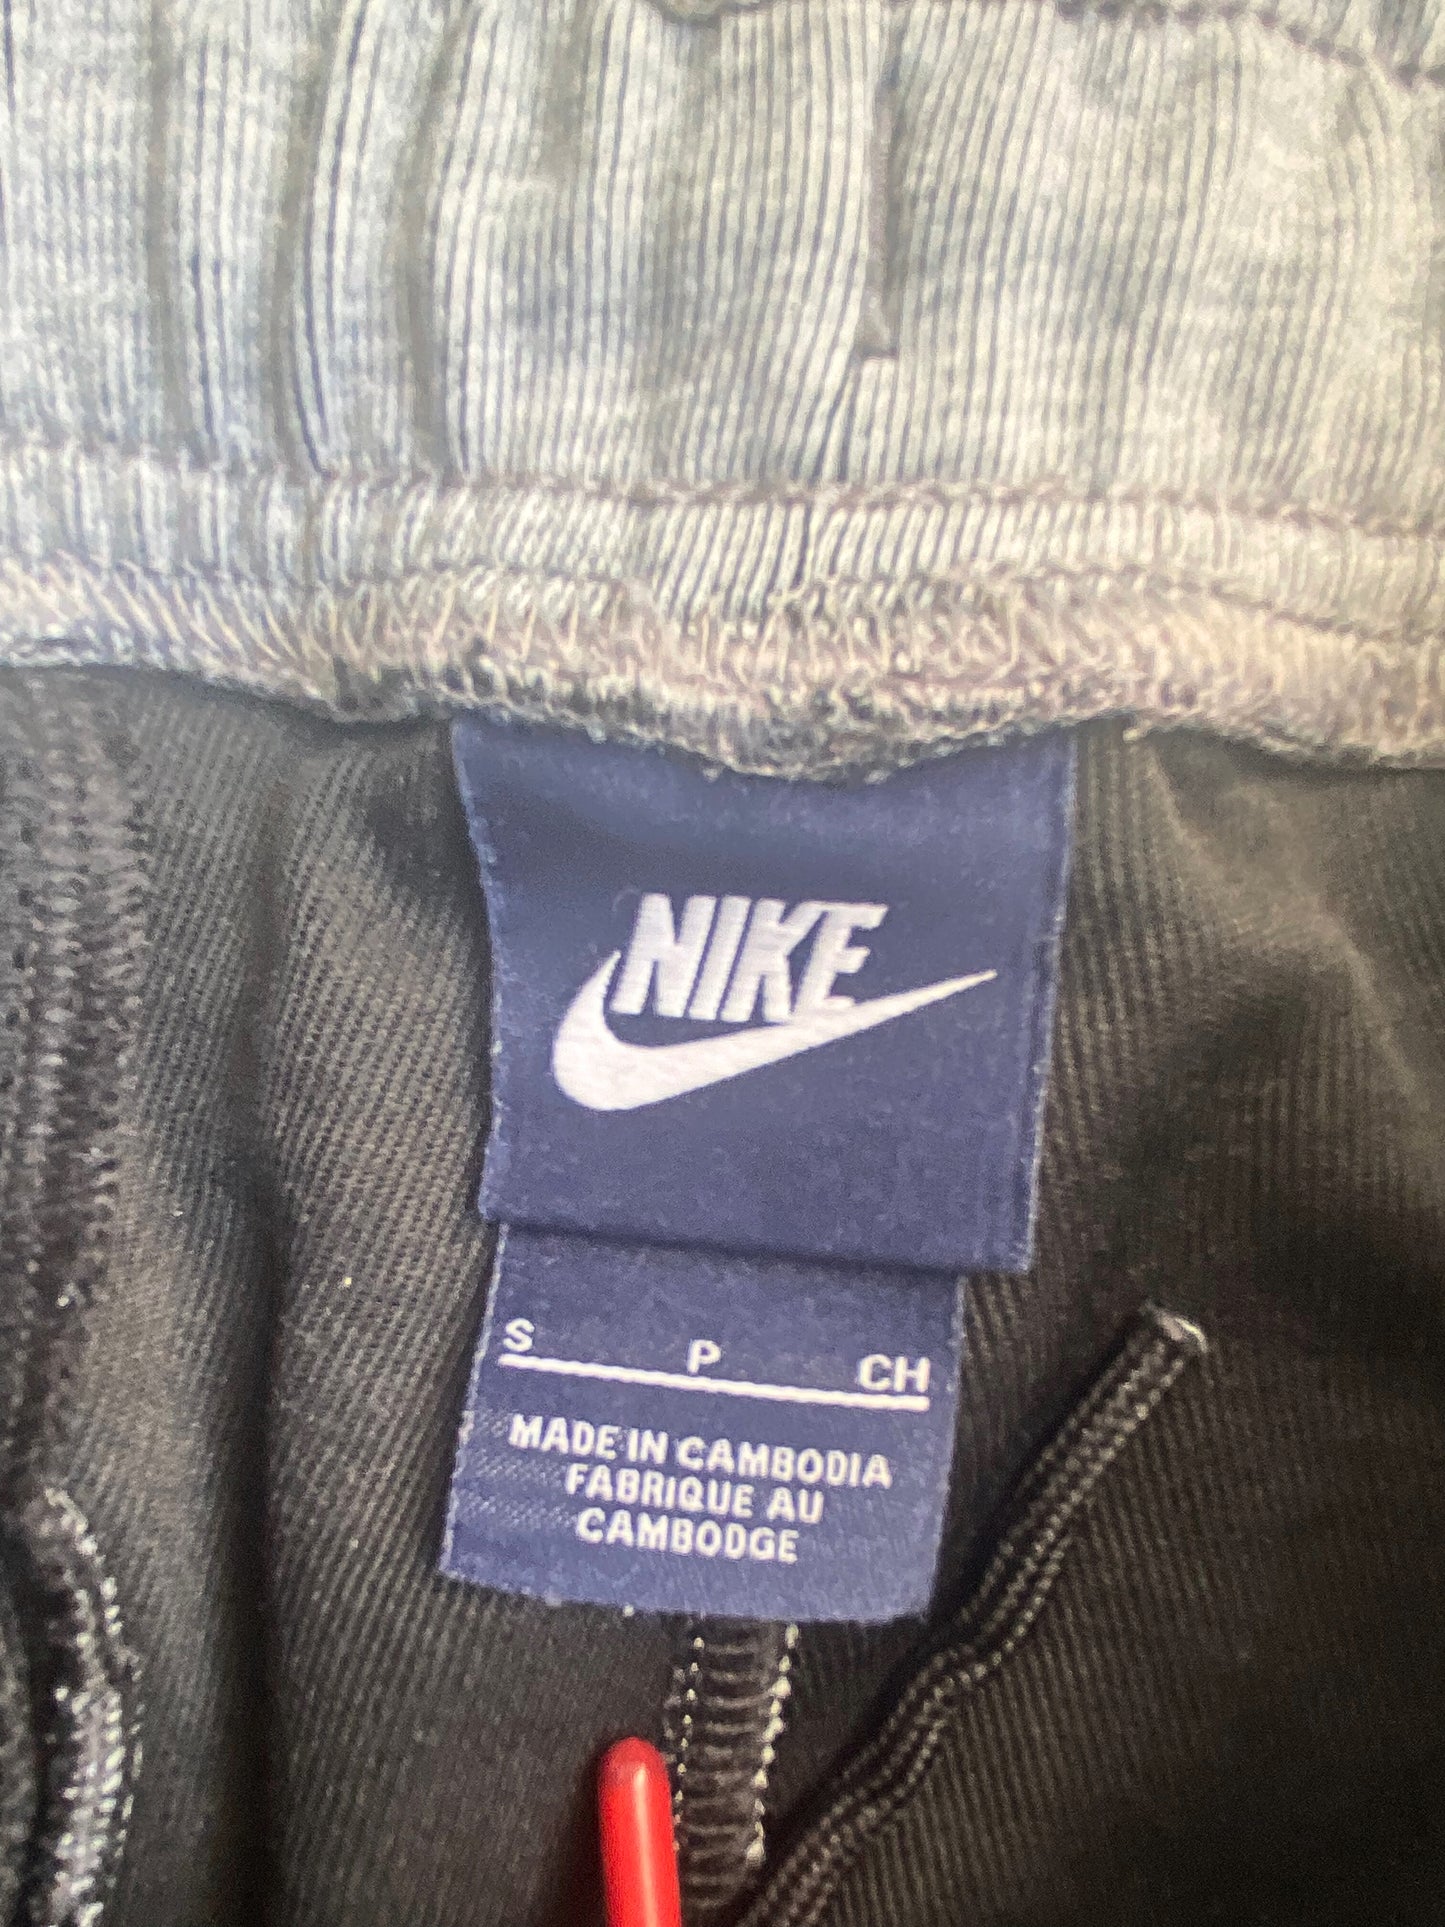 NIKE
S P CH
MADE IN CAMBODIA
FABRIQUE AU
CAMBODGE